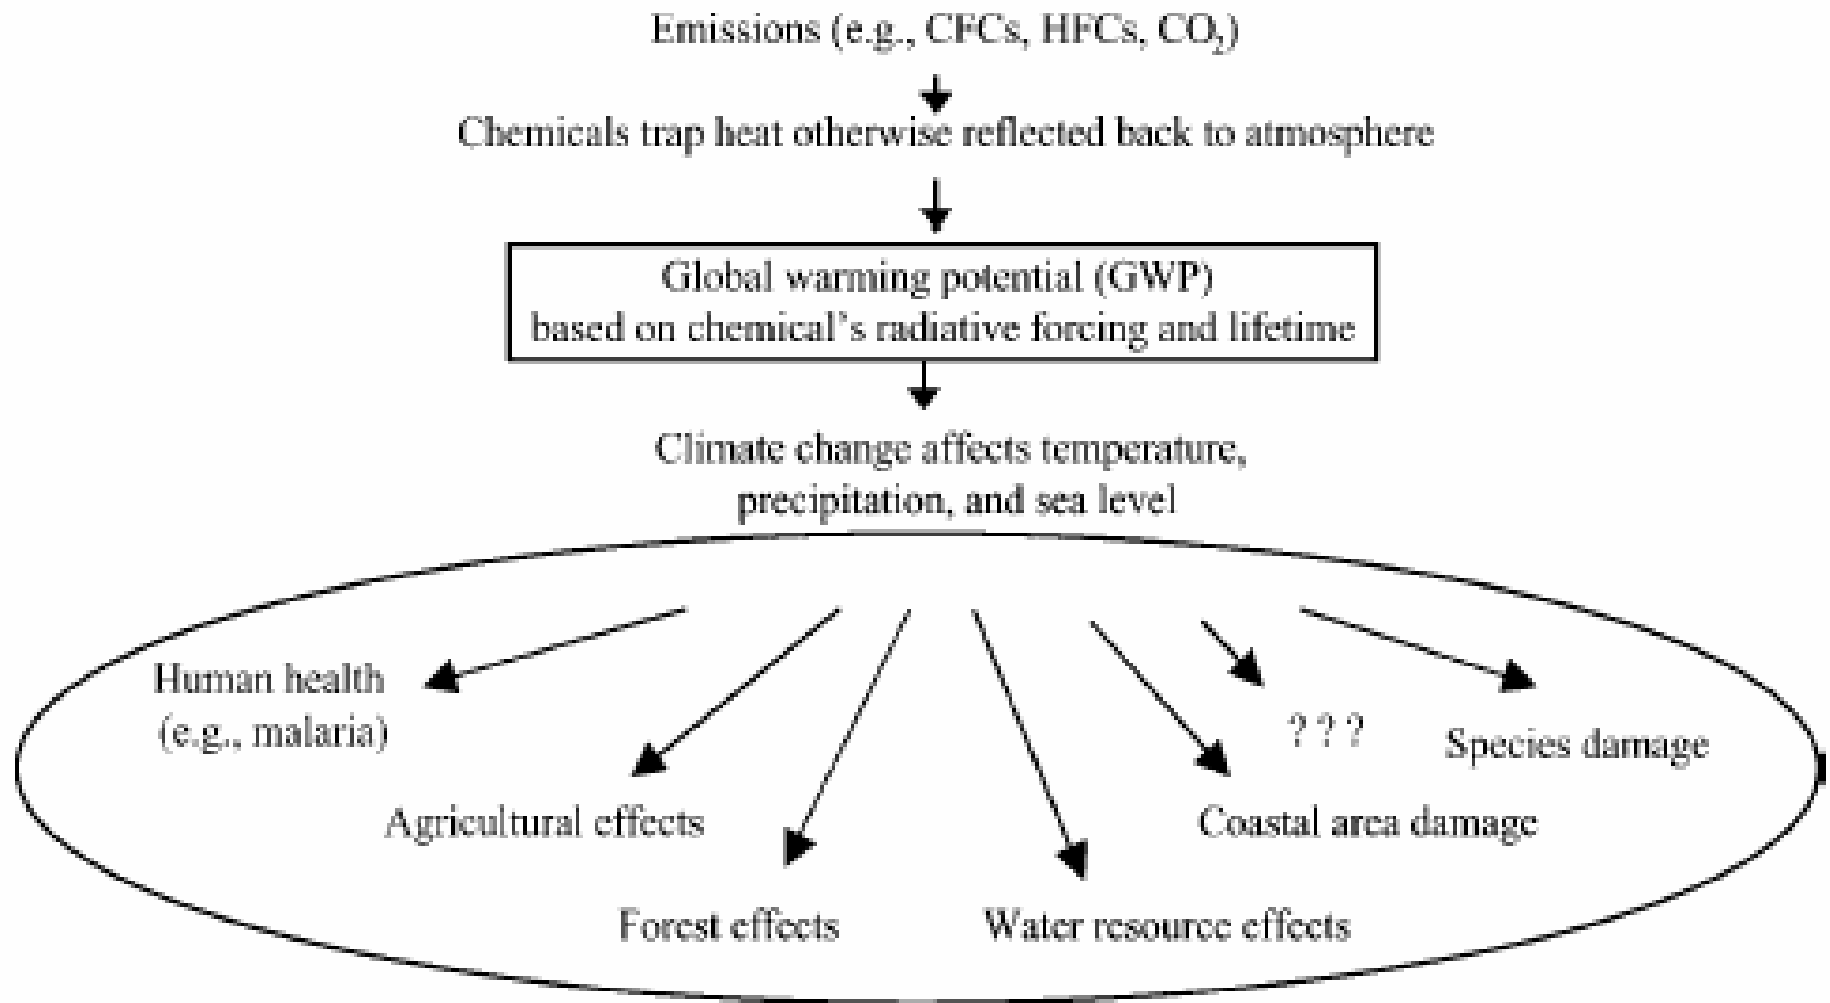 Emissions (e.g., CFCs, HFCs, CO₂)
Chemicals trap heat otherwise reflected back to atmosphere
Global warming potential (GWP)
based on chemical's radiative forcing and lifetime
Climate change affects temperature,
precipitation, and sea level
Human health
(e.g., malaria)
? ? ?
Species damage
Agricultural effects
Coastal area damage
Forest effects
Water resource effects